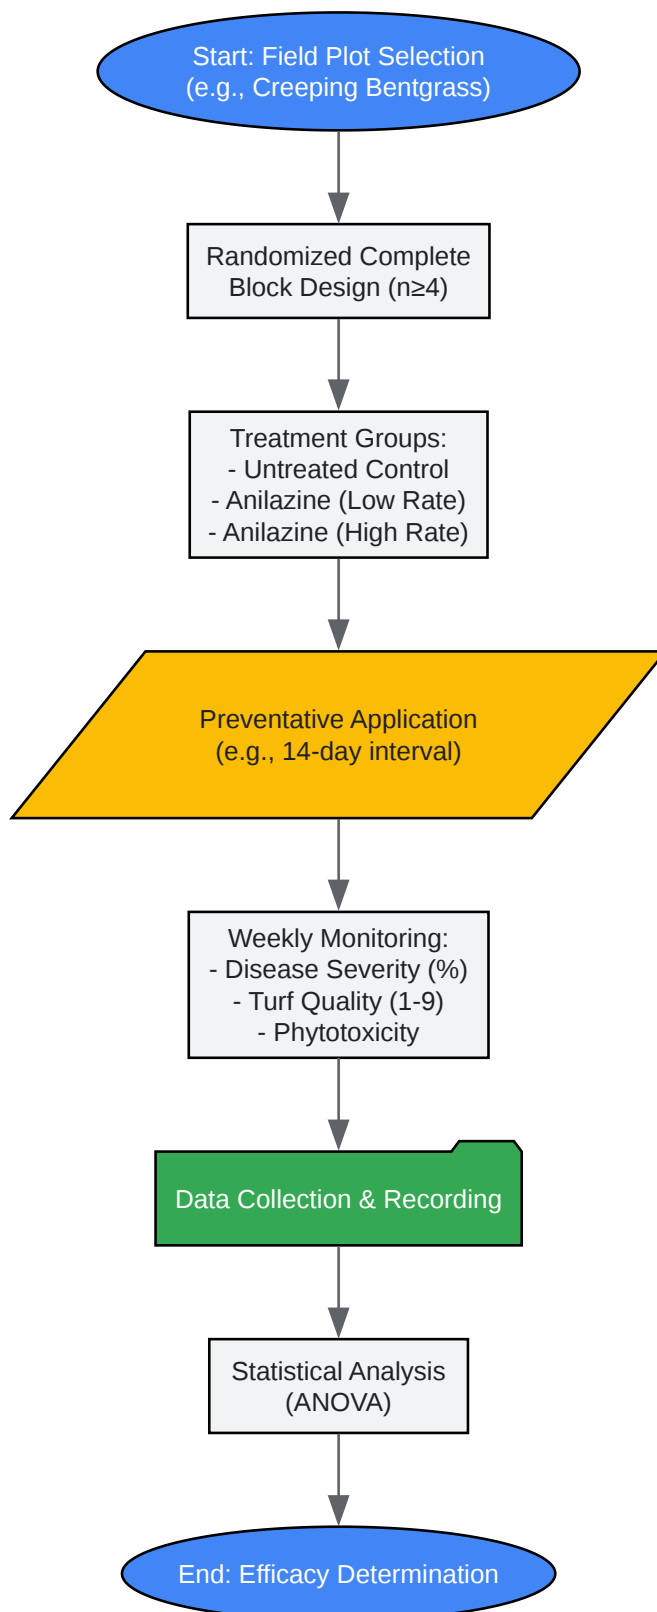 Start: Field Plot Selection
(e.g., Creeping Bentgrass)
Randomized Complete
Block Design (n≥4)
Treatment Groups:
- Untreated Control
- Anilazine (Low Rate)
- Anilazine (High Rate)
Preventative Application
(e.g., 14-day interval)
Weekly Monitoring:
- Disease Severity (%)
- Turf Quality (1-9)
- Phytotoxicity
Data Collection & Recording
Statistical Analysis
(ANOVA)
End: Efficacy Determination